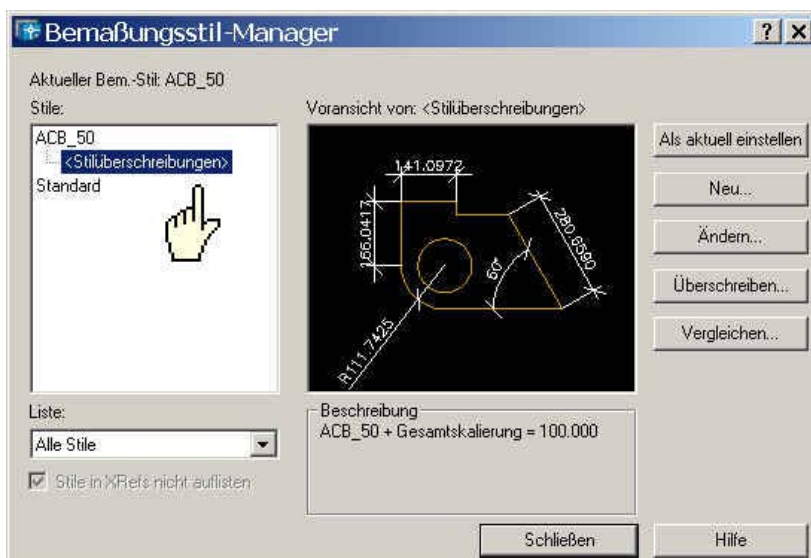 Bemaßungsstil-Manager
Aktueller Bem.-Stil: ACB_50
Stile:
ACB_50
<Stilüberschreibungen>
Standard
Voransicht von: <Stilüberschreibungen>
141.0972
166.0417
280.6590
60°
R111.7425
Als aktuell einstellen
Neu...
Ändern...
Überschreiben...
Vergleichen...
Liste:
Alle Stile
Stile in XRefs nicht auflisten
Beschreibung
ACB_50 + Gesamtskalierung = 100.000
Schließen
Hilfe